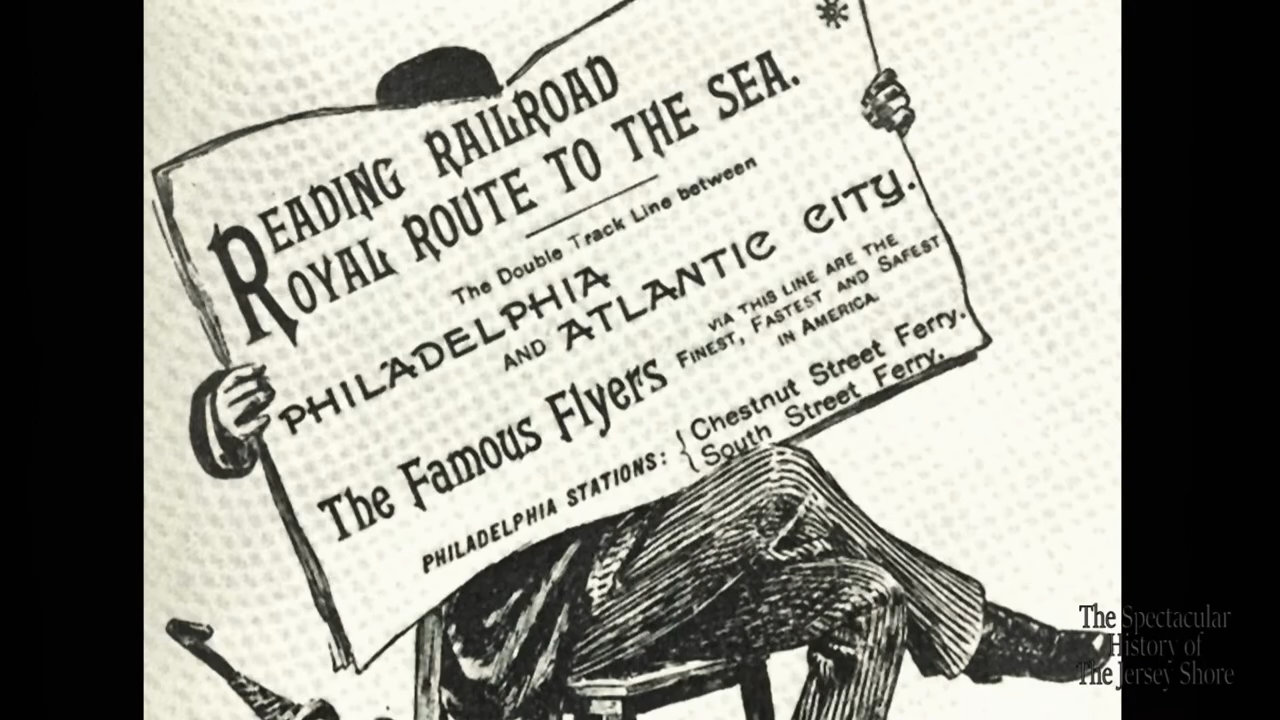 READING RAILROAD
ROYAL ROUTE TO THE SEA.
The Double Track Line between
PHILADELPHIA
AND ATLANTIC CITY.
The Famous Flyers
VIA THIS LINE ARE THE
FINEST, FASTEST AND SAFEST
IN AMERICA.
PHILADELPHIA STATIONS:
Chestnut Street Ferry.
South Street Ferry.
The Spectacular
History of
The Jersey Shore